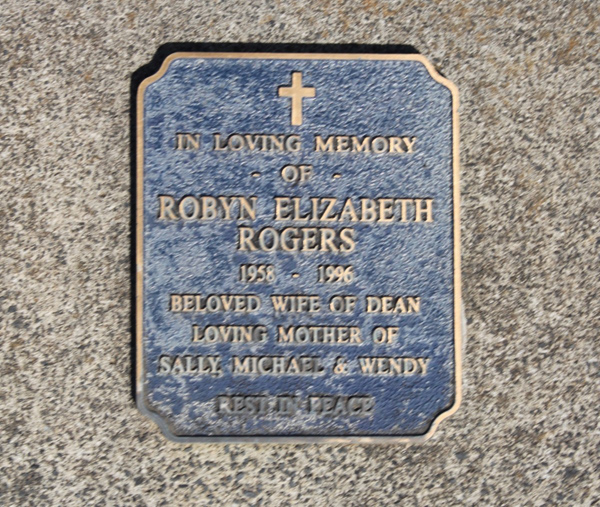 IN LOVING MEMORY
- OF -
ROBYN ELIZABETH
ROGERS
1958 - 1996
BELOVED WIFE OF DEAN
LOVING MOTHER OF
SALLY, MICHAEL & WENDY
REST IN PEACE